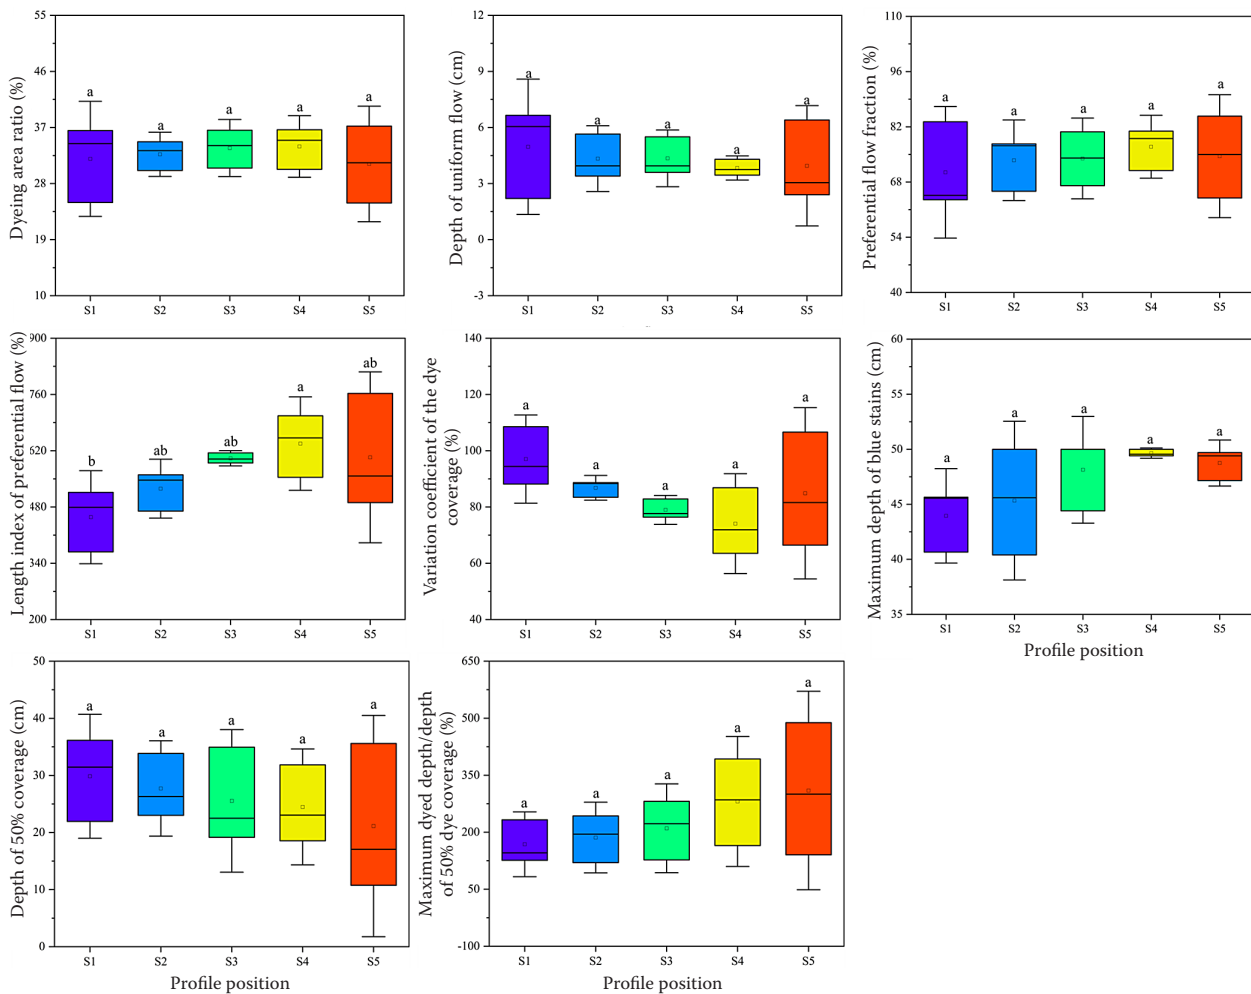 Dyeing area ratio (%)
55
46
37
28
19
10
a a a a a
S1 S2 S3 S4 S5
Depth of uniform flow (cm)
12
9
6
3
0
-3
a a a a a
S1 S2 S3 S4 S5
Preferential flow fraction (%)
110
96
82
68
54
40
a a a a a
S1 S2 S3 S4 S5
Length index of preferential flow (%)
900
760
620
480
340
200
b ab ab a ab
S1 S2 S3 S4 S5
Variation coefficient of the dye
coverage (%)
140
120
100
80
60
40
a a a a a
S1 S2 S3 S4 S5
Maximum depth of blue stains (cm)
60
55
50
45
40
35
a a a a a
S1 S2 S3 S4 S5
Profile position
Depth of 50% coverage (cm)
50
40
30
20
10
0
a a a a a
S1 S2 S3 S4 S5
Profile position
Maximum dyed depth/depth
of 50% dye coverage (%)
650
500
350
200
50
-100
a a a a a
S1 S2 S3 S4 S5
Profile position